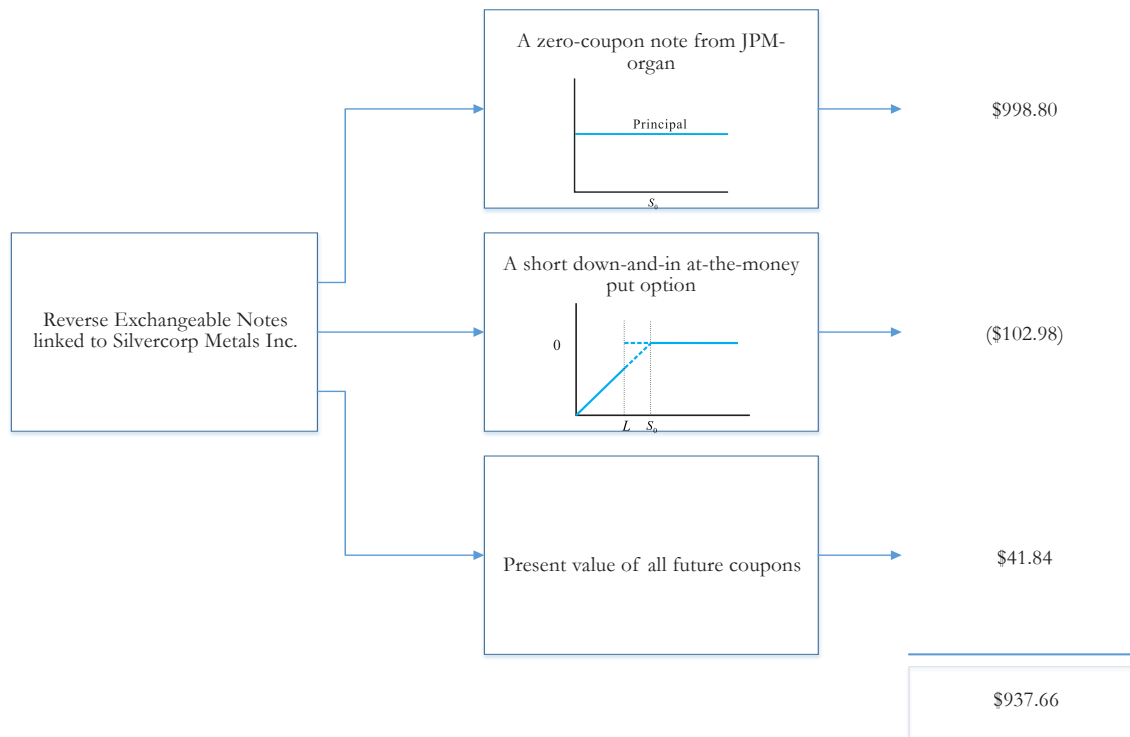 A zero-coupon note from JPM-
organ
Principal
S₀
$998.80
Reverse Exchangeable Notes
linked to Silvercorp Metals Inc.
A short down-and-in at-the-money
put option
0
L S₀
($102.98)
Present value of all future coupons
$41.84
$937.66